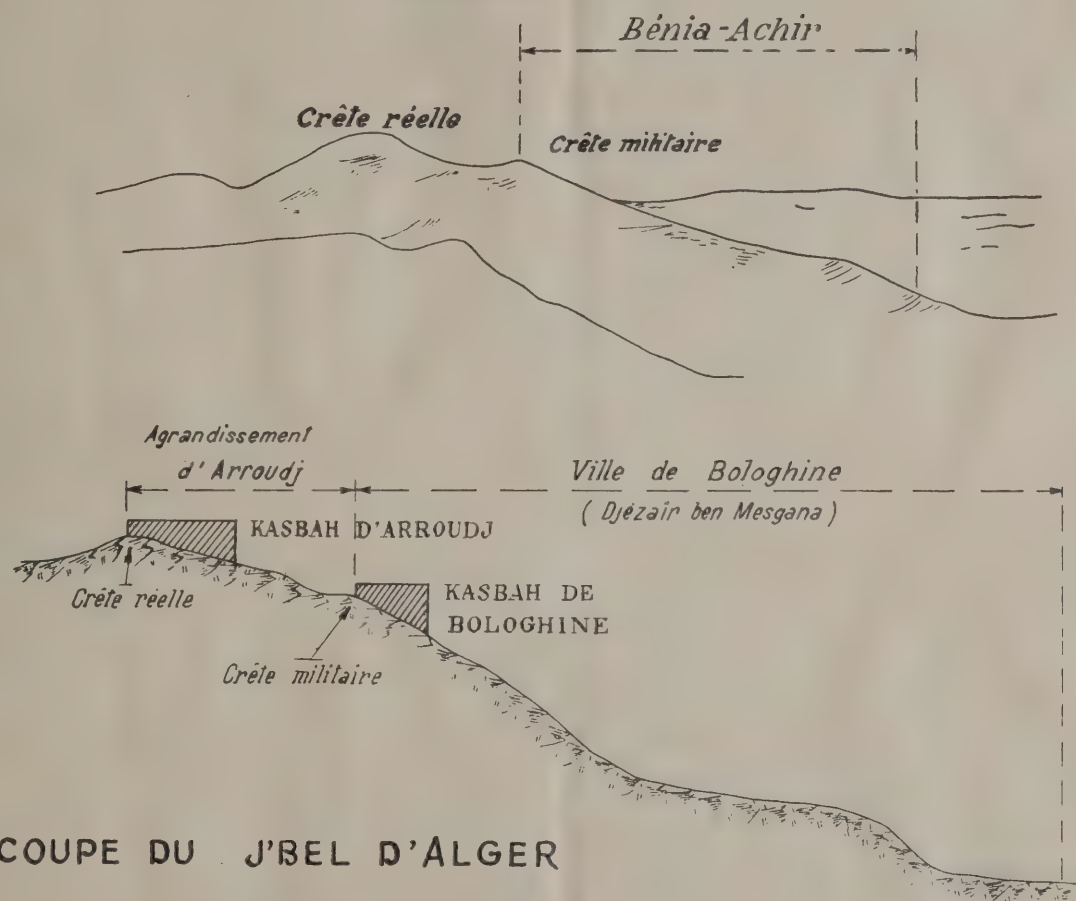 Bénia-Achir
Crête réelle
Crête militaire
Agrandissement
d'Arroudj
Ville de Bologhine
(Djézair ben Mesgana)
KASBAH D'ARROUDJ
Crête réelle
KASBAH DE
BOLOGHINE
Crête militaire
COUPE DU J'BEL D'ALGER